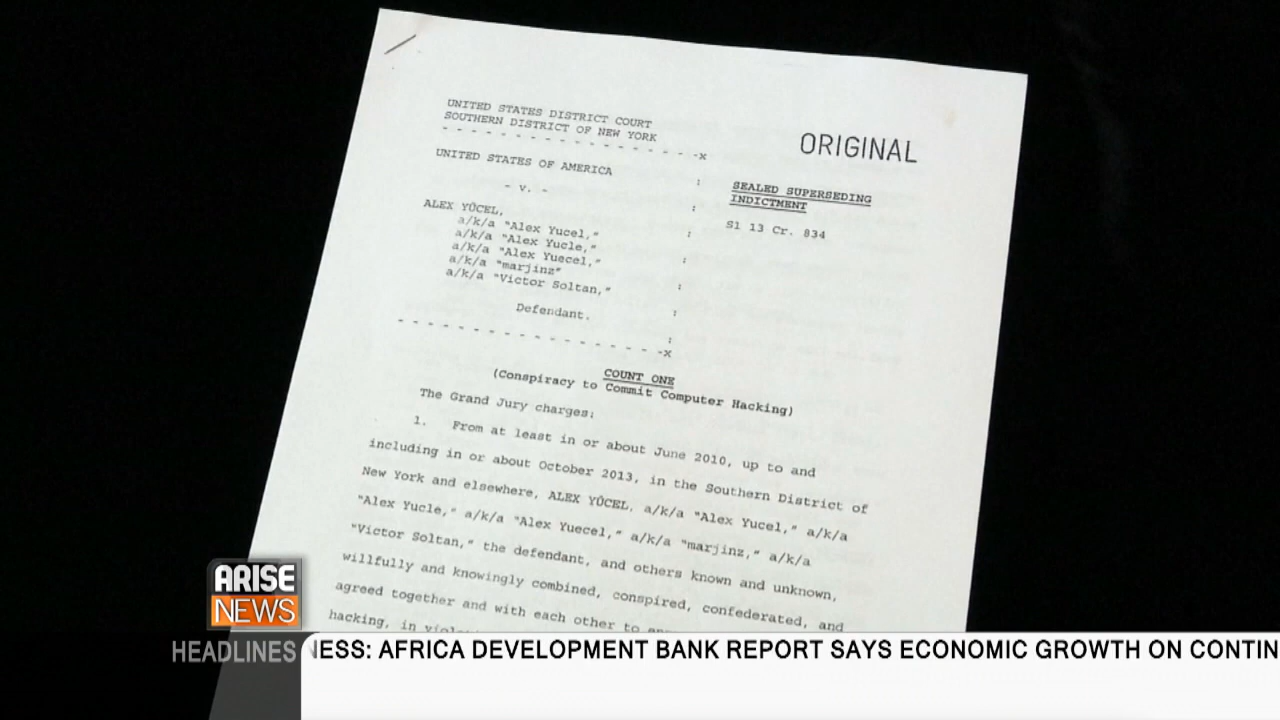 UNITED STATES DISTRICT COURT
SOUTHERN DISTRICT OF NEW YORK
- - - - - - - - - - - - - - - - - -x
ORIGINAL
UNITED STATES OF AMERICA :
- v. - :
SEALED SUPERSEDING
INDICTMENT
S1 13 Cr. 834
ALEX YÜCEL,
a/k/a "Alex Yucel," :
a/k/a "Alex Yucle,"
a/k/a "Alex Yuecel," :
a/k/a "marjinz"
a/k/a "Victor Soltan," :
Defendant. :
:
- - - - - - - - - - - - - - - - - -x
COUNT ONE
(Conspiracy to Commit Computer Hacking)
The Grand Jury charges:
1. From at least in or about June 2010, up to and
including in or about October 2013, in the Southern District of
New York and elsewhere, ALEX YÜCEL, a/k/a "Alex Yucel," a/k/a
"Alex Yucle," a/k/a "Alex Yuecel," a/k/a "marjinz," a/k/a
"Victor Soltan," the defendant, and others known and unknown,
willfully and knowingly combined, conspired, confederated, and
agreed together and with each other to
hacking, in
ARISE
NEWS
HEADLINES
NESS: AFRICA DEVELOPMENT BANK REPORT SAYS ECONOMIC GROWTH ON CONTIN